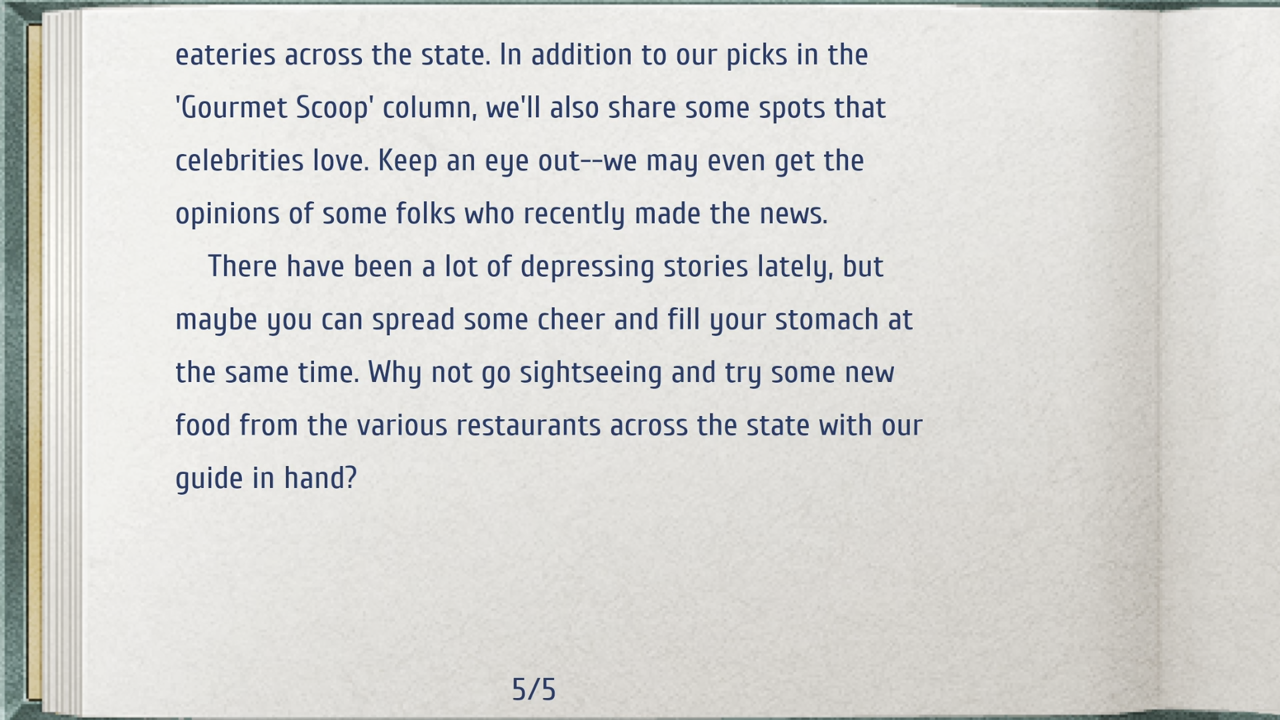 eateries across the state. In addition to our picks in the
'Gourmet Scoop' column, we'll also share some spots that
celebrities love. Keep an eye out--we may even get the
opinions of some folks who recently made the news.
There have been a lot of depressing stories lately, but
maybe you can spread some cheer and fill your stomach at
the same time. Why not go sightseeing and try some new
food from the various restaurants across the state with our
guide in hand?
5/5